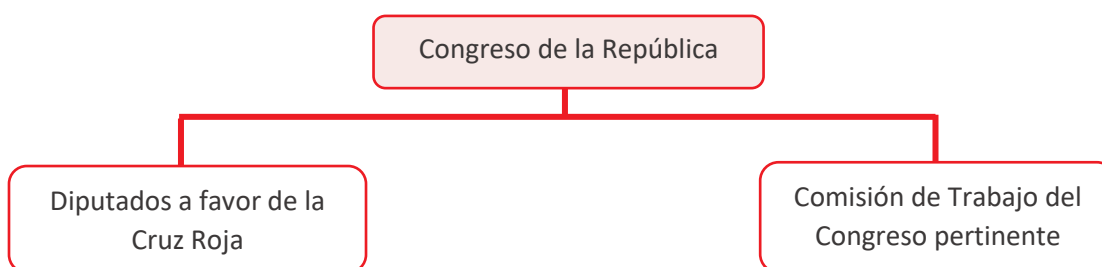 Congreso de la República
Diputados a favor de la
Cruz Roja
Comisión de Trabajo del
Congreso pertinente